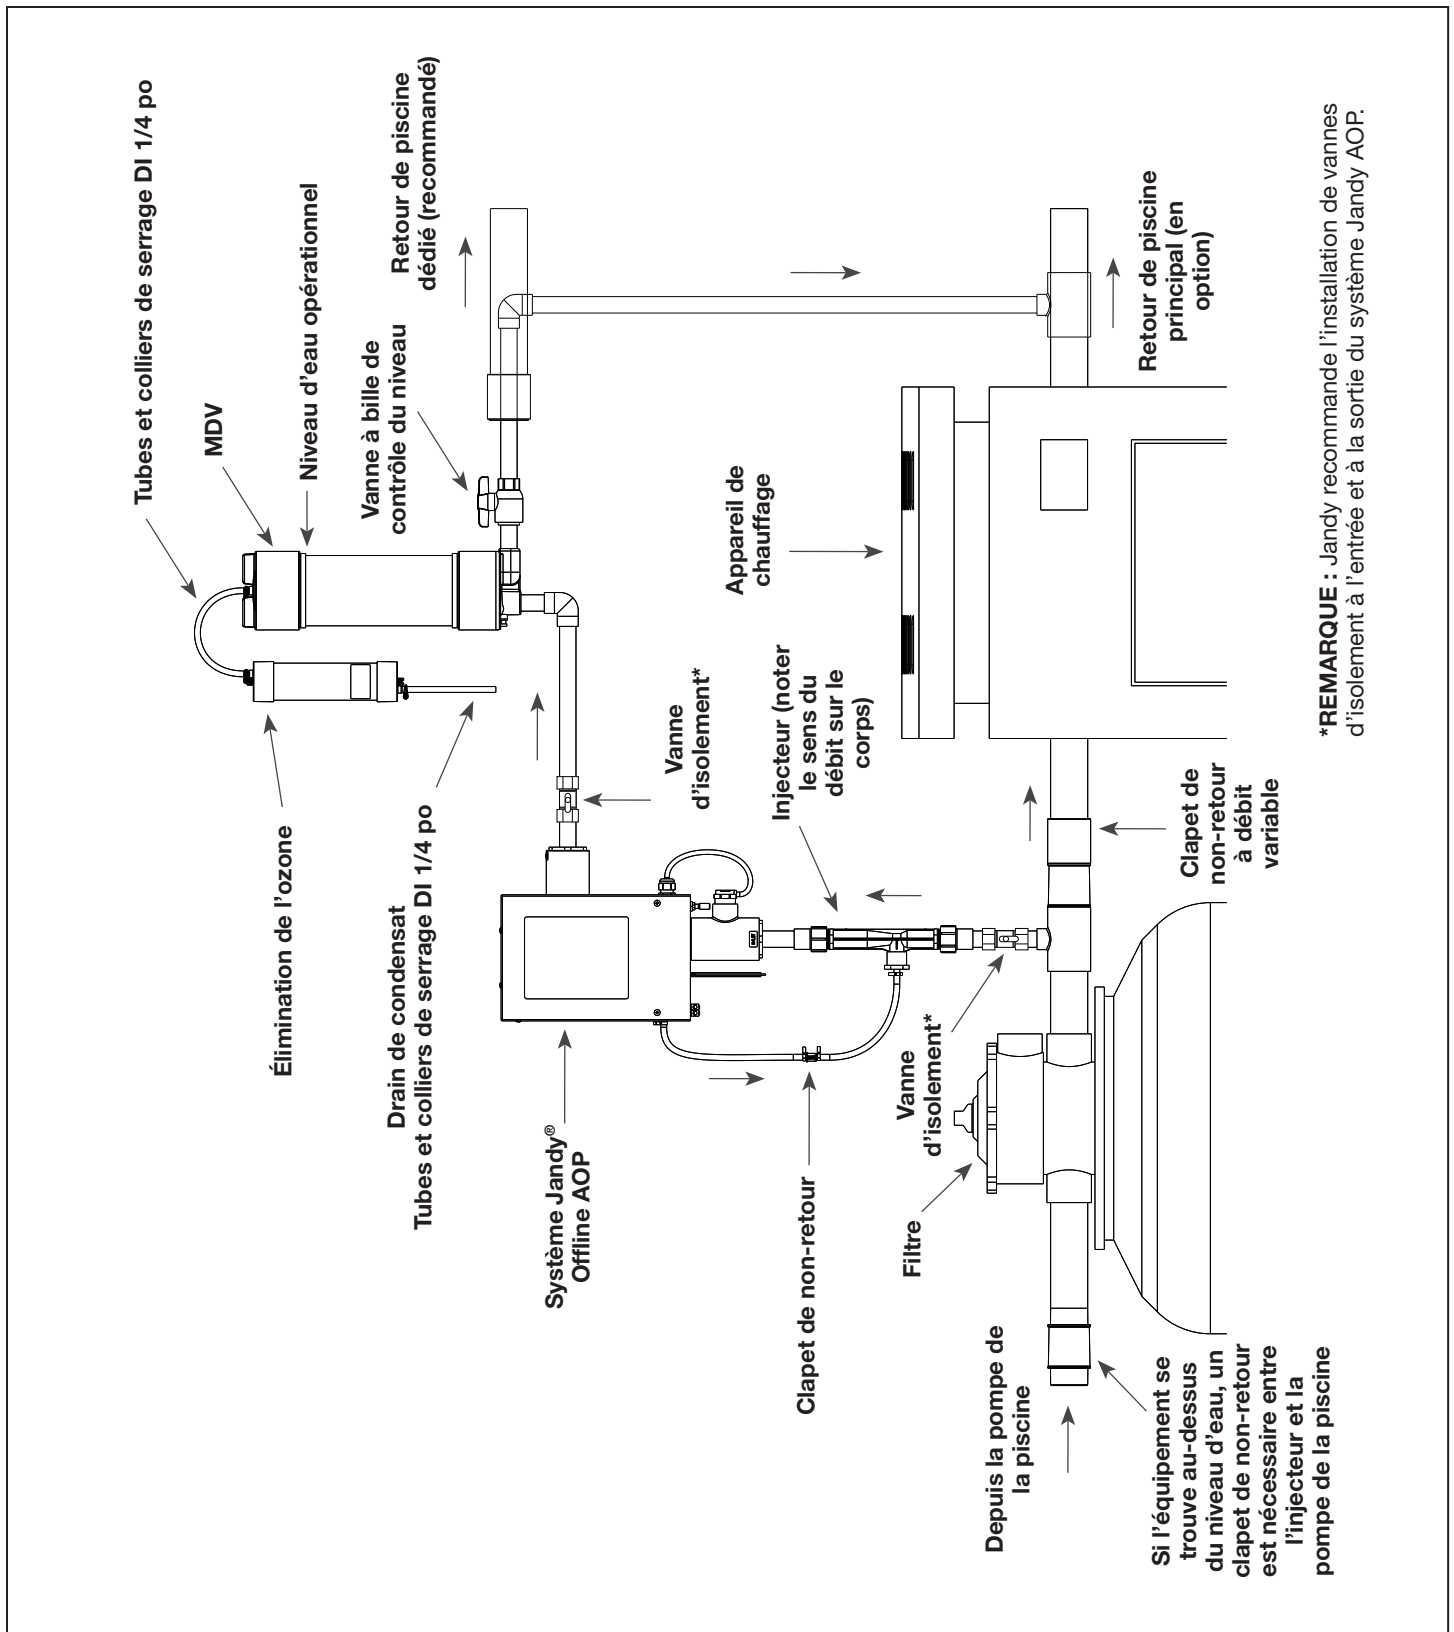 Tubes et colliers de serrage DI 1/4 po
MDV
Niveau d'eau opérationnel
Vanne à bille de
contrôle du niveau
Retour de piscine
dédié (recommandé)
Élimination de l'ozone
Drain de condensat
Tubes et colliers de serrage DI 1/4 po
Système Jandy®
Offline AOP
Vanne
d'isolement*
Appareil de
chauffage
Injecteur (noter
le sens du
débit sur le
corps)
Clapet de non-retour
Vanne
d'isolement*
Filtre
Clapet de
non-retour
à débit
variable
Retour de piscine
principal (en
option)
Depuis la pompe de
la piscine
Si l'équipement se
trouve au-dessus
du niveau d'eau, un
clapet de non-retour
est nécessaire entre
l'injecteur et la
pompe de la piscine
*REMARQUE : Jandy recommande l'installation de vannes
d'isolement à l'entrée et à la sortie du système Jandy AOP.